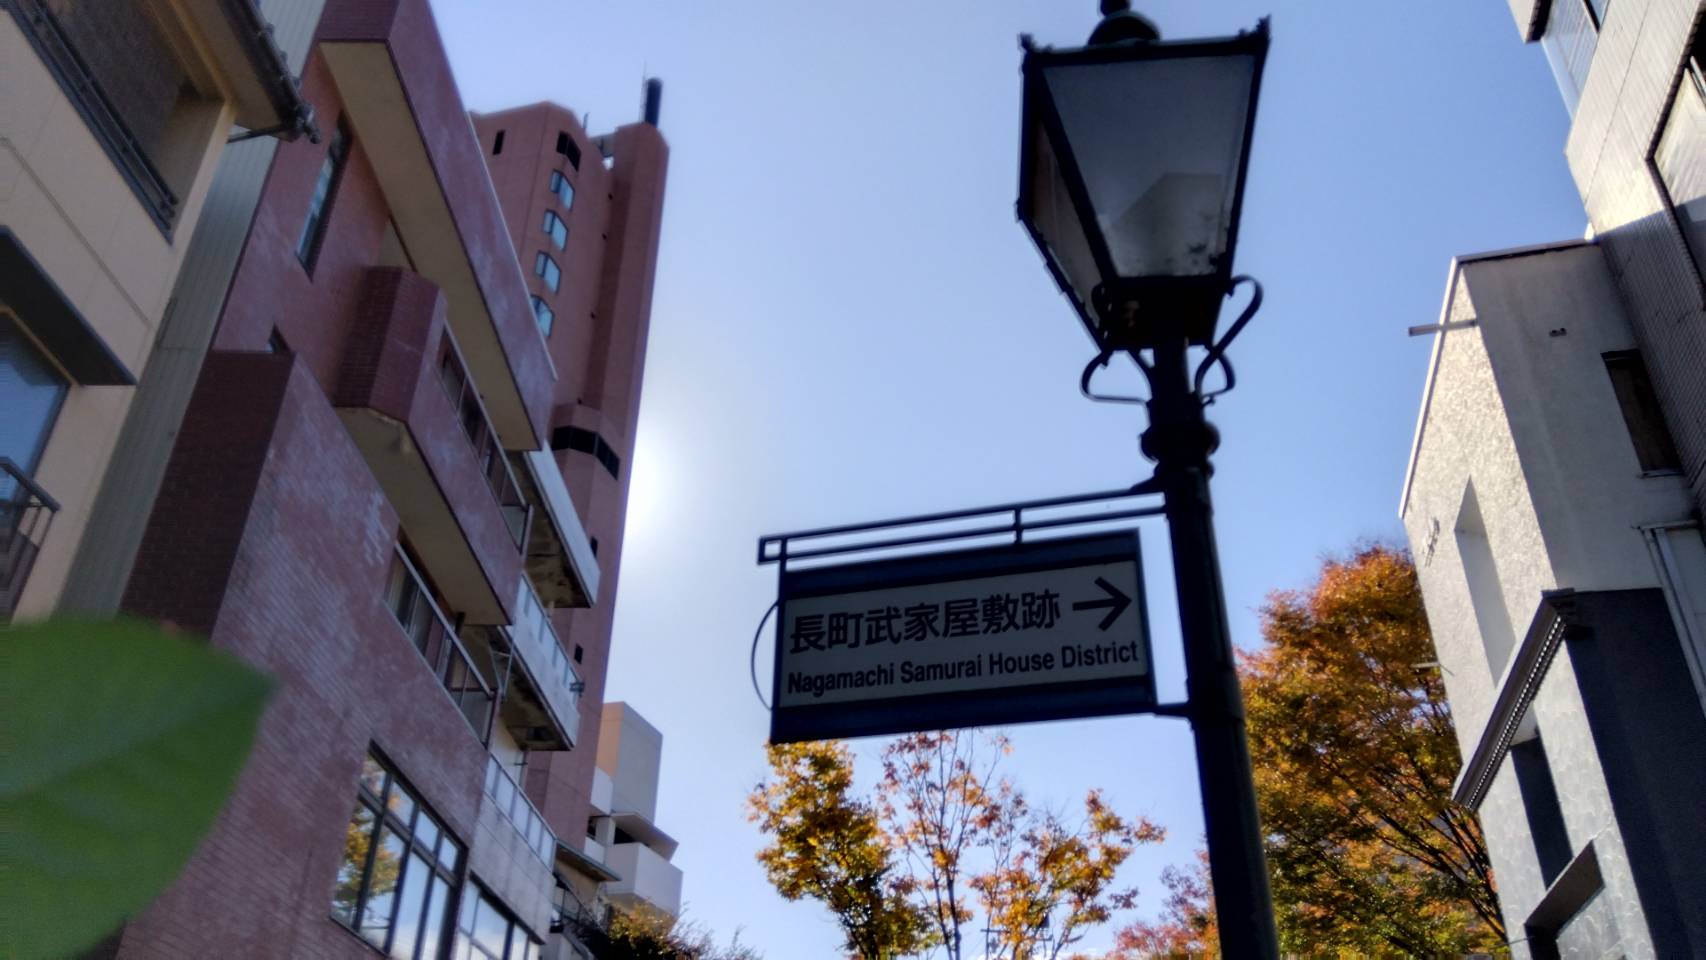 長町武家屋敷跡 →
Nagamachi Samurai House District